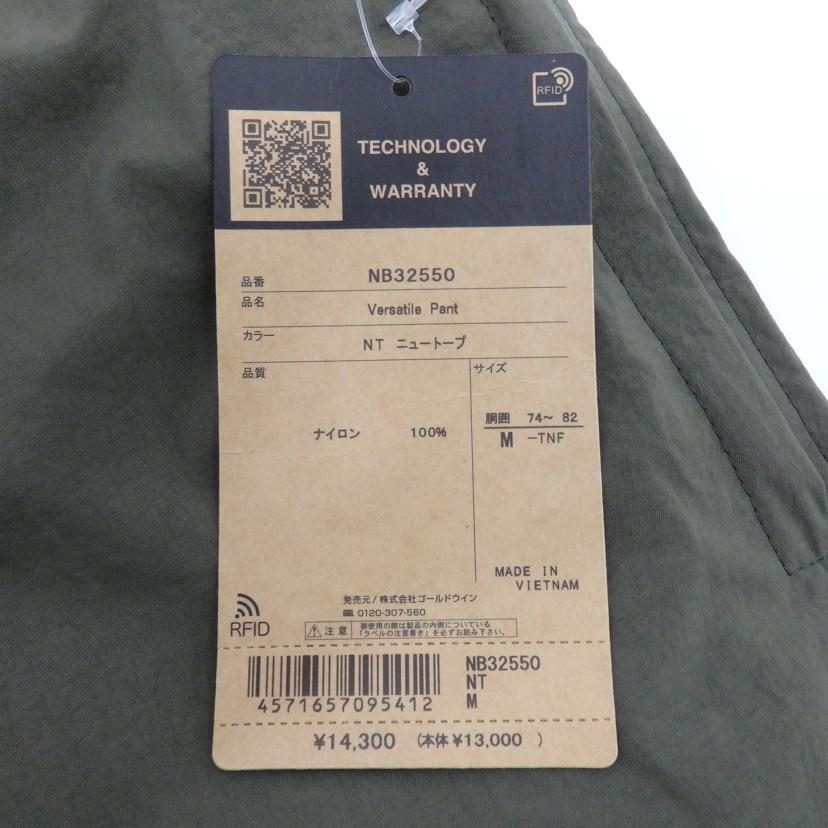 RFID
TECHNOLOGY
&
WARRANTY
品番 NB32550
品名 Versatile Pant
カラー NT ニュートープ
品質
ナイロン 100%
サイズ
胴囲 74~ 82
M -TNF
MADE IN
VIETNAM
発売元/株式会社ゴールドウイン
0120-307-560
RFID
注意 御使用の際は製品の内側についている
「ラベルの注意書き」を必ずお読み下さい。
4571657095412
NB32550
NT
M
¥14,300 (本体¥13,000 )